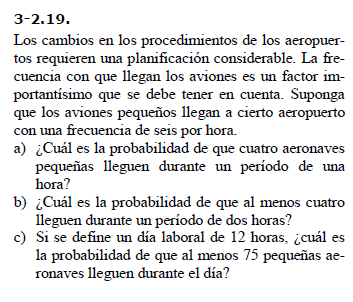 3-2.19.
Los cambios en los procedimientos de los aeropuer-
tos requieren una planificación considerable. La fre-
cuencia con que llegan los aviones es un factor im-
portantísimo que se debe tener en cuenta. Suponga
que los aviones pequeños llegan a cierto aeropuerto
con una frecuencia de seis por hora.
a) ¿Cuál es la probabilidad de que cuatro aeronaves
pequeñas lleguen durante un período de una
hora?
b) ¿Cuál es la probabilidad de que al menos cuatro
lleguen durante un período de dos horas?
c) Si se define un día laboral de 12 horas, ¿cuál es
la probabilidad de que al menos 75 pequeñas ae-
ronaves lleguen durante el día?